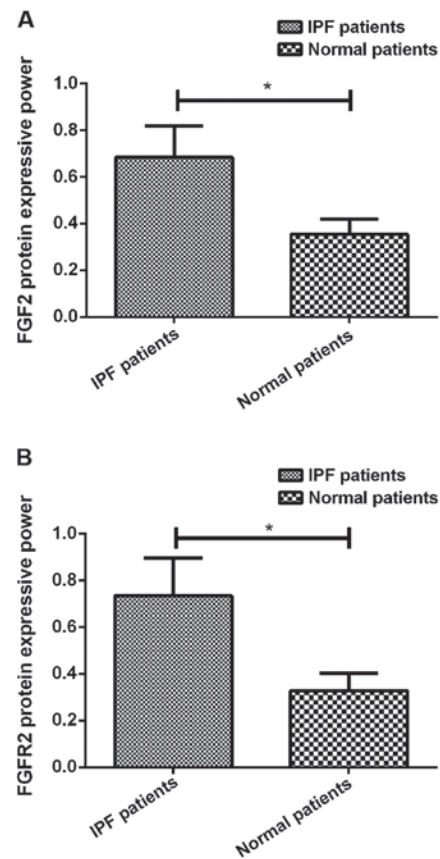 A
IPF patients
Normal patients
FGF2 protein expressive power
1.0
0.8
0.6
0.4
0.2
0.0
*
IPF patients
Normal patients
B
IPF patients
Normal patients
FGFR2 protein expressive power
1.0
0.8
0.6
0.4
0.2
0.0
*
IPF patients
Normal patients